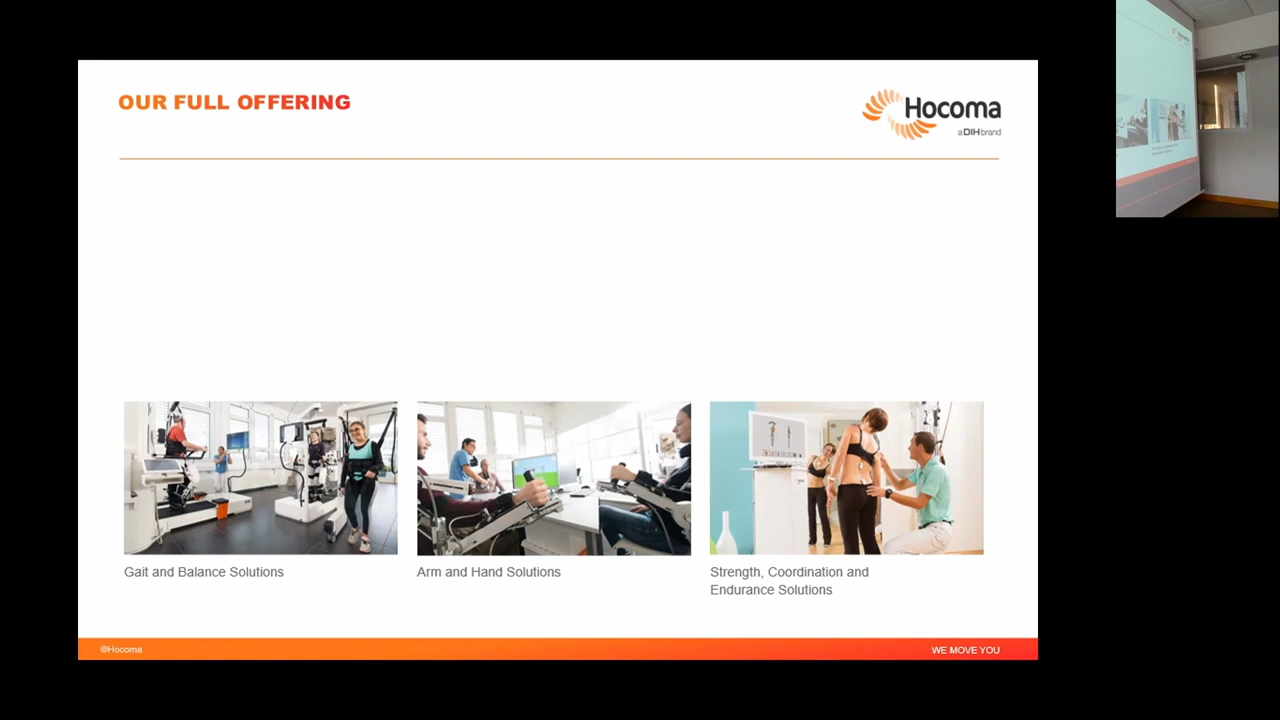 OUR FULL OFFERING
Hocoma
a DIH brand
Gait and Balance Solutions
Arm and Hand Solutions
Strength, Coordination and
Endurance Solutions
©Hocoma
WE MOVE YOU